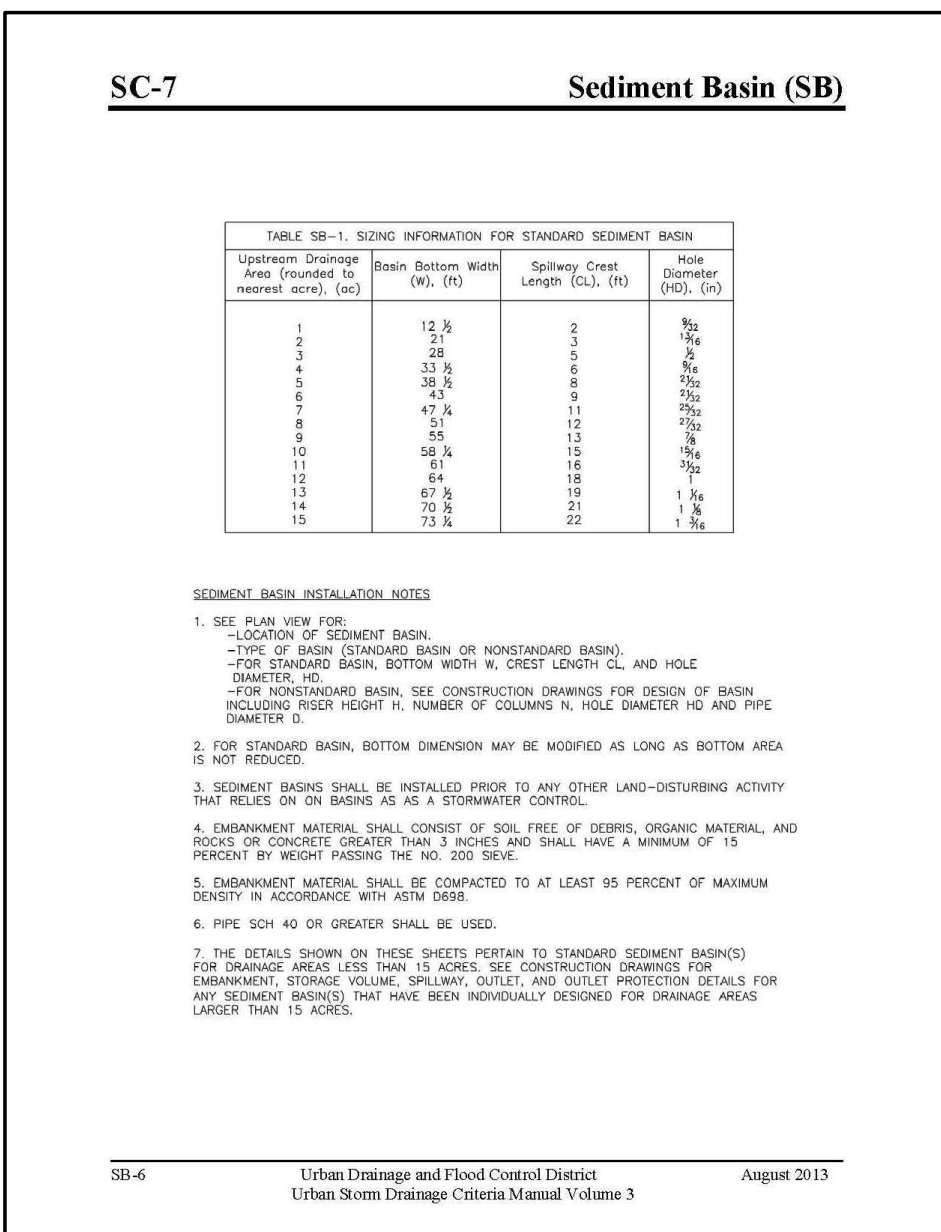 SC-7 Sediment Basin (SB)
TABLE SB-1. SIZING INFORMATION FOR STANDARD SEDIMENT BASIN
Upstream Drainage Area (rounded to nearest acre), (ac) Basin Bottom Width (W), (ft) Spillway Crest Length (CL), (ft) Hole Diameter (HD), (in)
1 12 ½ 2 9/32
2 21 3 13/16
3 28 5 ½
4 33 ½ 6 9/16
5 38 ½ 8 21/32
6 43 9 21/32
7 47 ¼ 11 25/32
8 51 12 27/32
9 55 13 ⅞
10 58 ¼ 15 15/16
11 61 16 31/32
12 64 18 1
13 67 ½ 19 1 1/16
14 70 ½ 21 1 ⅛
15 73 ¼ 22 1 3/16
SEDIMENT BASIN INSTALLATION NOTES
1. SEE PLAN VIEW FOR:
-LOCATION OF SEDIMENT BASIN.
-TYPE OF BASIN (STANDARD BASIN OR NONSTANDARD BASIN).
-FOR STANDARD BASIN, BOTTOM WIDTH W, CREST LENGTH CL, AND HOLE
DIAMETER, HD.
-FOR NONSTANDARD BASIN, SEE CONSTRUCTION DRAWINGS FOR DESIGN OF BASIN
INCLUDING RISER HEIGHT H, NUMBER OF COLUMNS N, HOLE DIAMETER HD AND PIPE
DIAMETER D.
2. FOR STANDARD BASIN, BOTTOM DIMENSION MAY BE MODIFIED AS LONG AS BOTTOM AREA
IS NOT REDUCED.
3. SEDIMENT BASINS SHALL BE INSTALLED PRIOR TO ANY OTHER LAND-DISTURBING ACTIVITY
THAT RELIES ON ON BASINS AS AS A STORMWATER CONTROL.
4. EMBANKMENT MATERIAL SHALL CONSIST OF SOIL FREE OF DEBRIS, ORGANIC MATERIAL, AND
ROCKS OR CONCRETE GREATER THAN 3 INCHES AND SHALL HAVE A MINIMUM OF 15
PERCENT BY WEIGHT PASSING THE NO. 200 SIEVE.
5. EMBANKMENT MATERIAL SHALL BE COMPACTED TO AT LEAST 95 PERCENT OF MAXIMUM
DENSITY IN ACCORDANCE WITH ASTM D698.
6. PIPE SCH 40 OR GREATER SHALL BE USED.
7. THE DETAILS SHOWN ON THESE SHEETS PERTAIN TO STANDARD SEDIMENT BASIN(S)
FOR DRAINAGE AREAS LESS THAN 15 ACRES. SEE CONSTRUCTION DRAWINGS FOR
EMBANKMENT, STORAGE VOLUME, SPILLWAY, OUTLET, AND OUTLET PROTECTION DETAILS FOR
ANY SEDIMENT BASIN(S) THAT HAVE BEEN INDIVIDUALLY DESIGNED FOR DRAINAGE AREAS
LARGER THAN 15 ACRES.
SB-6 Urban Drainage and Flood Control District August 2013
Urban Storm Drainage Criteria Manual Volume 3